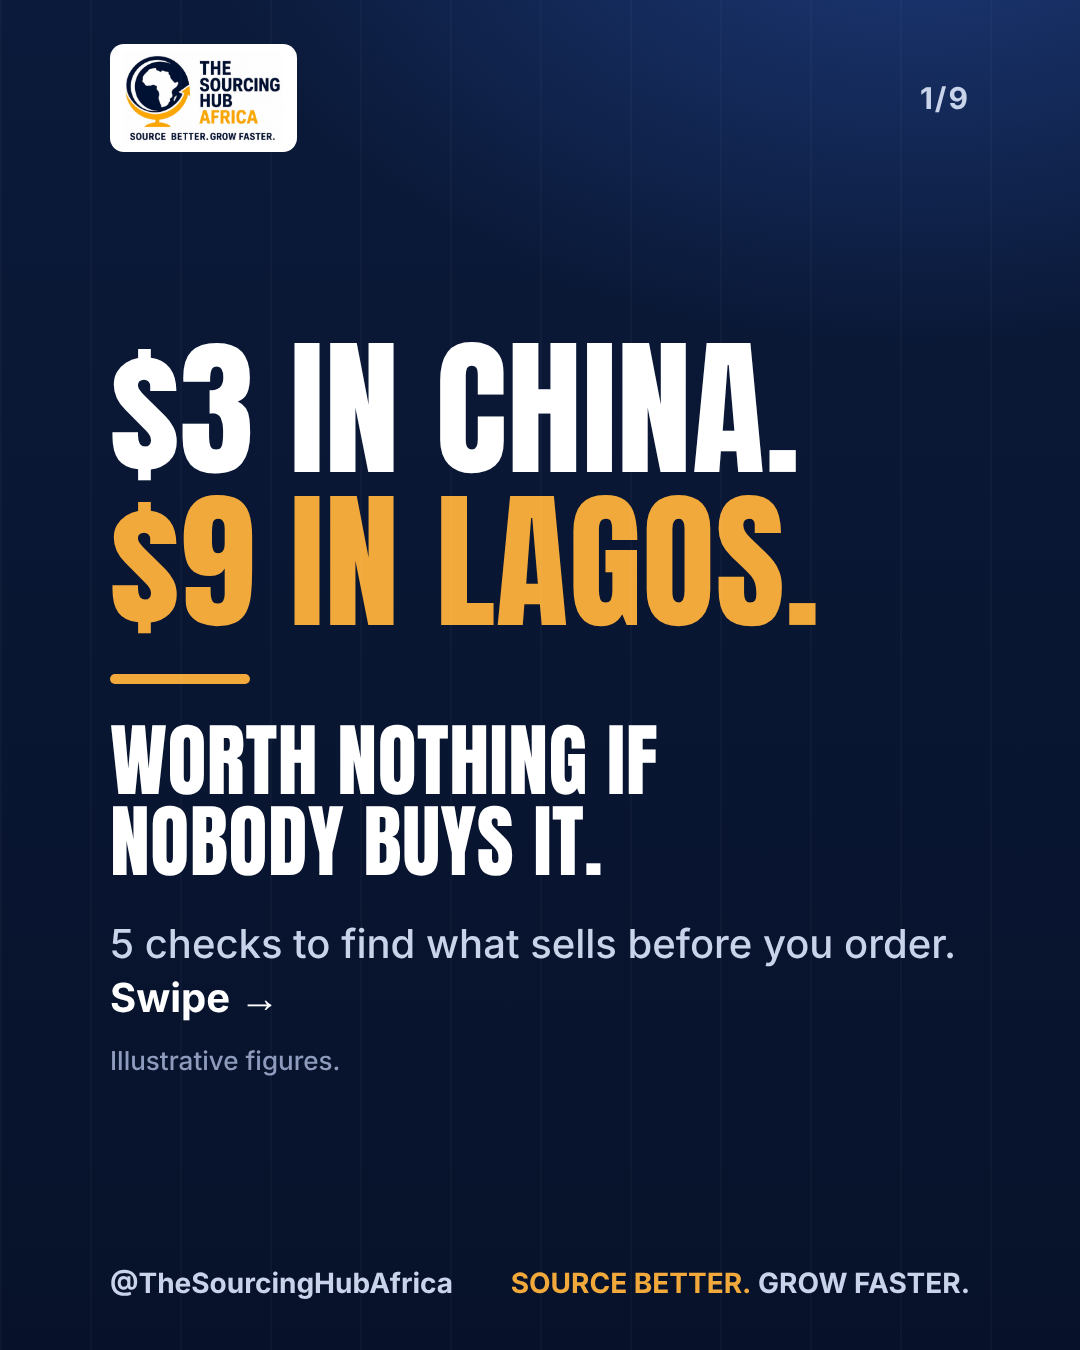 THE
SOURCING
HUB
AFRICA
SOURCE BETTER. GROW FASTER.
1/9
$3 IN CHINA.
$9 IN LAGOS.
WORTH NOTHING IF
NOBODY BUYS IT.
5 checks to find what sells before you order.
Swipe →
Illustrative figures.
@TheSourcingHubAfrica
SOURCE BETTER. GROW FASTER.